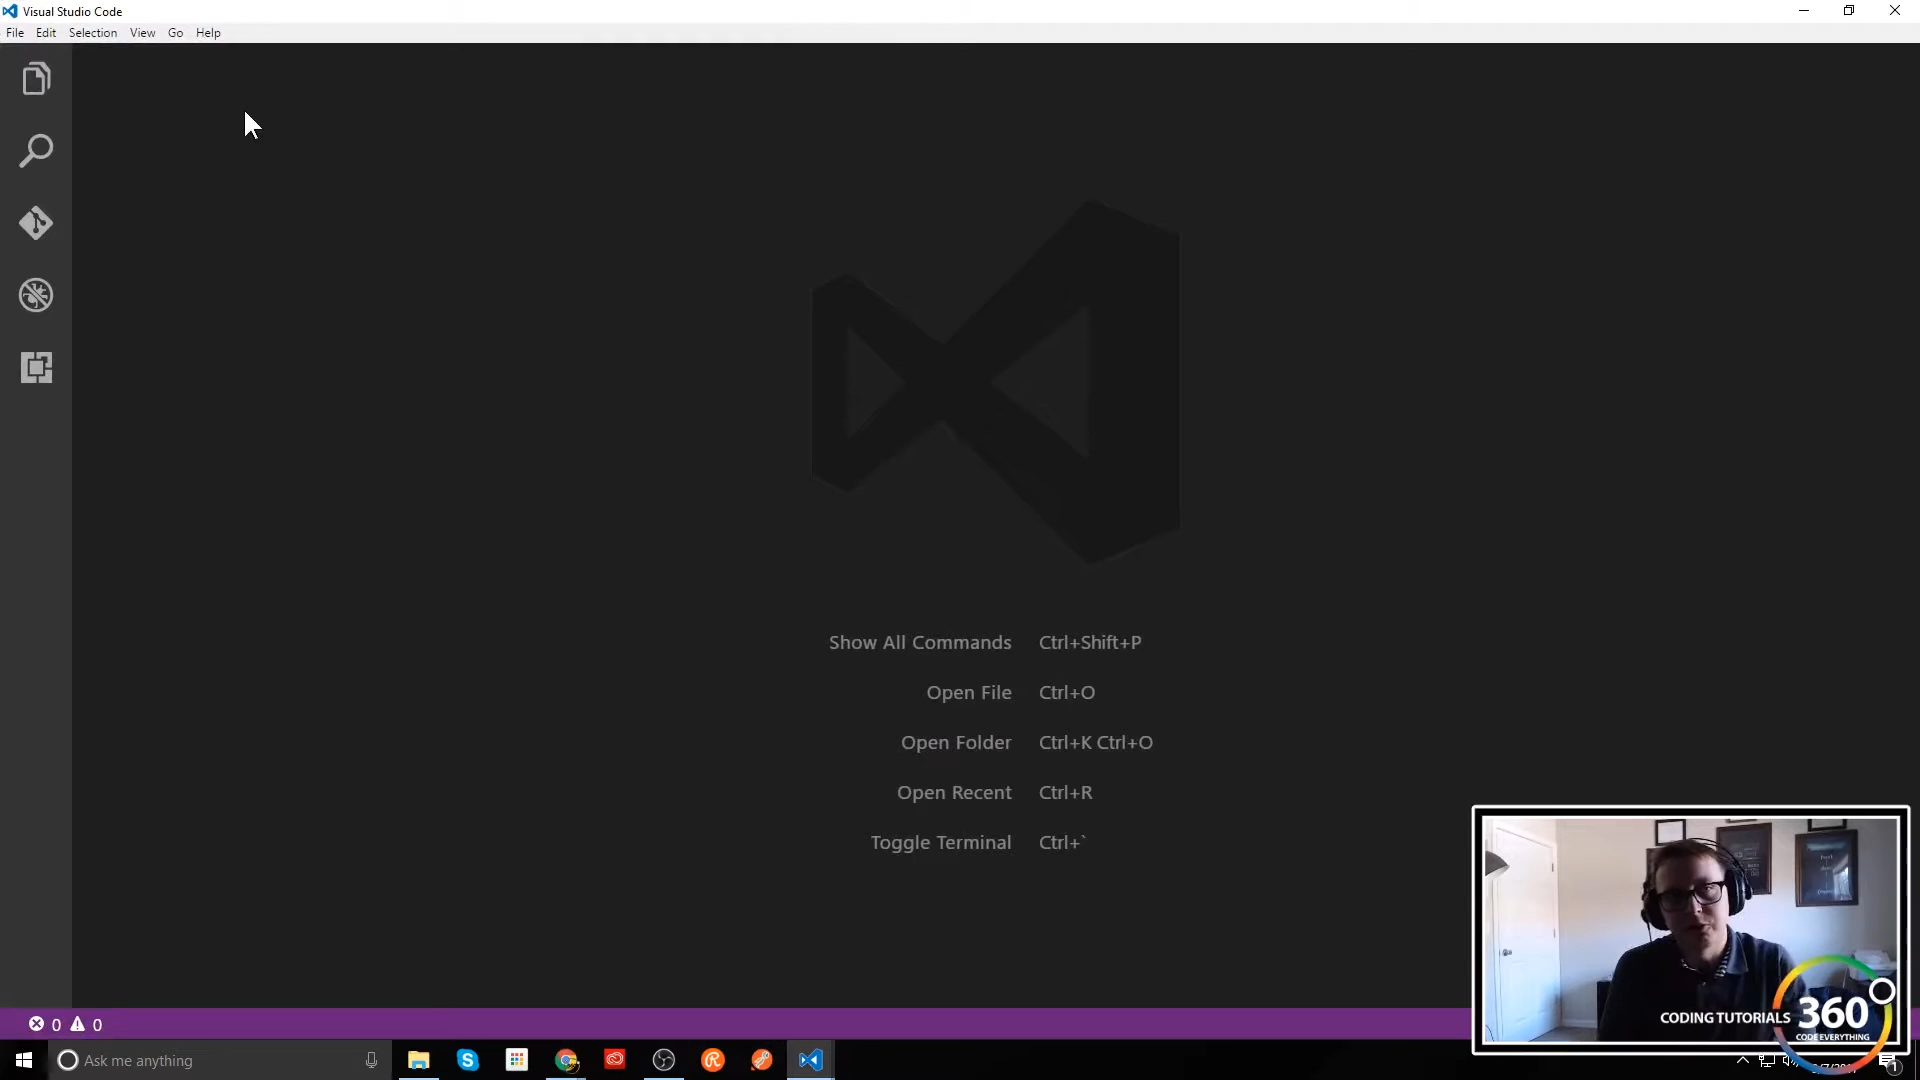 Visual Studio Code
File Edit Selection View Go Help
Show All Commands Ctrl+Shift+P
Open File Ctrl+O
Open Folder Ctrl+K Ctrl+O
Open Recent Ctrl+R
Toggle Terminal Ctrl+`
CODING TUTORIALS 360
CODE EVERYTHING
0 0
Ask me anything
1